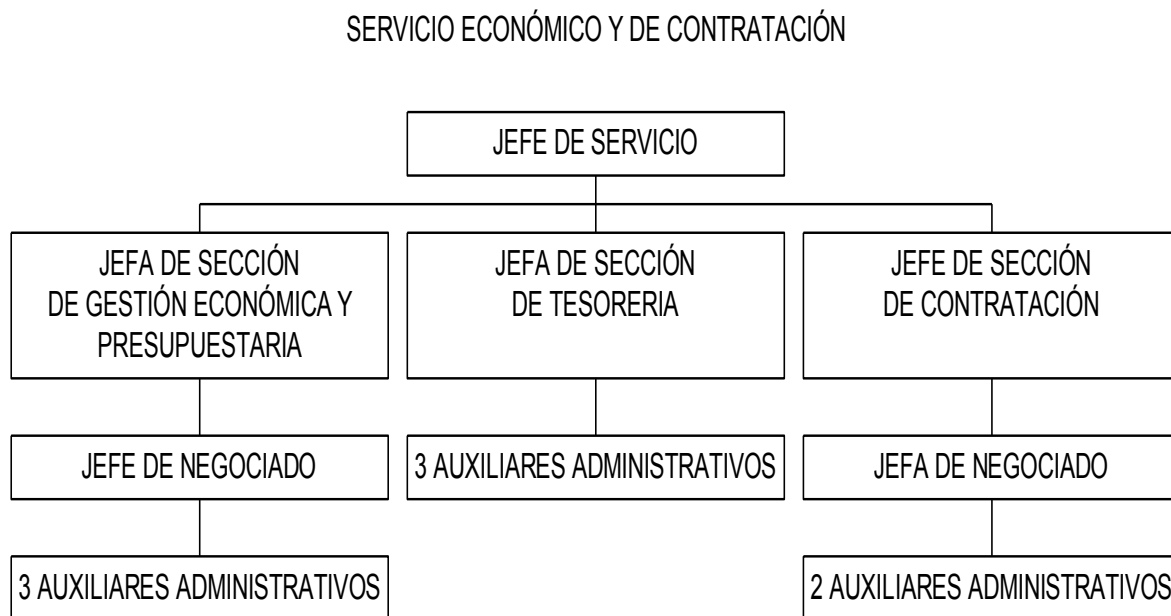 SERVICIO ECONÓMICO Y DE CONTRATACIÓN
JEFE DE SERVICIO
JEFA DE SECCIÓN
DE GESTIÓN ECONÓMICA Y
PRESUPUESTARIA
JEFA DE SECCIÓN
DE TESORERIA
JEFE DE SECCIÓN
DE CONTRATACIÓN
JEFE DE NEGOCIADO
3 AUXILIARES ADMINISTRATIVOS
JEFA DE NEGOCIADO
3 AUXILIARES ADMINISTRATIVOS
2 AUXILIARES ADMINISTRATIVOS